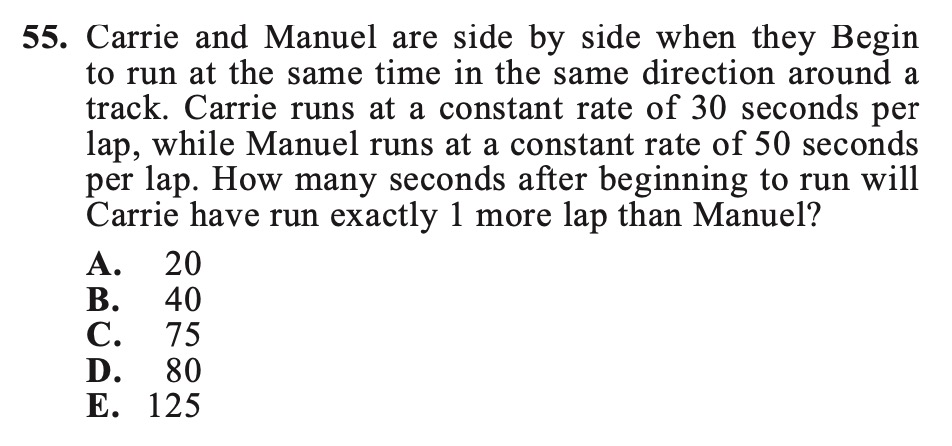 55. Carrie and Manuel are side by side when they Begin
to run at the same time in the same direction around a
track. Carrie runs at a constant rate of 30 seconds per
lap, while Manuel runs at a constant rate of 50 seconds
per lap. How many seconds after beginning to run will
Carrie have run exactly 1 more lap than Manuel?
A. 20
B. 40
C. 75
D. 80
E. 125